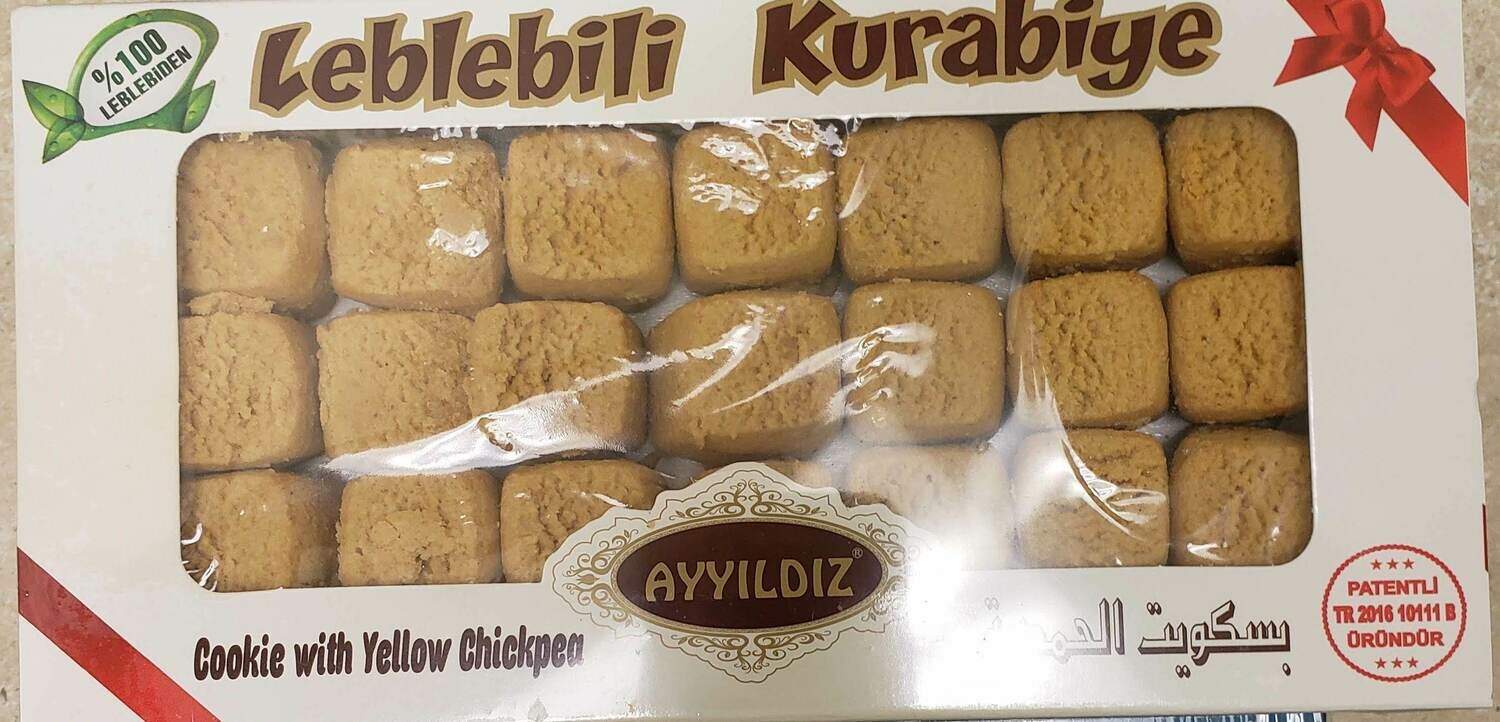 %100
LEBLEBİDEN
Leblebili Kurabiye
AYYILDIZ®
Cookie with Yellow Chickpea
بسكويت
★★★
PATENTLİ
TR 2016 10111 B
ÜRÜNDÜR
★★★